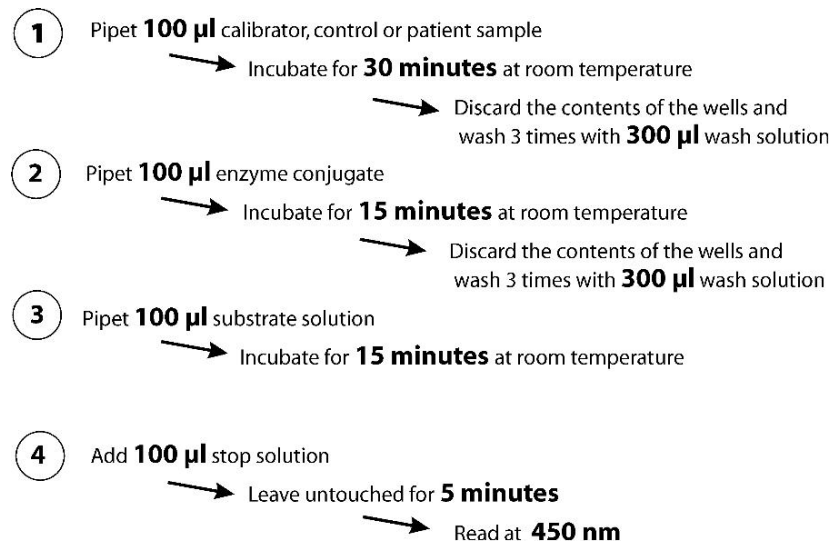 1 Pipet 100 µl calibrator, control or patient sample
Incubate for 30 minutes at room temperature
Discard the contents of the wells and
wash 3 times with 300 µl wash solution
2 Pipet 100 µl enzyme conjugate
Incubate for 15 minutes at room temperature
Discard the contents of the wells and
wash 3 times with 300 µl wash solution
3 Pipet 100 µl substrate solution
Incubate for 15 minutes at room temperature
4 Add 100 µl stop solution
Leave untouched for 5 minutes
Read at 450 nm